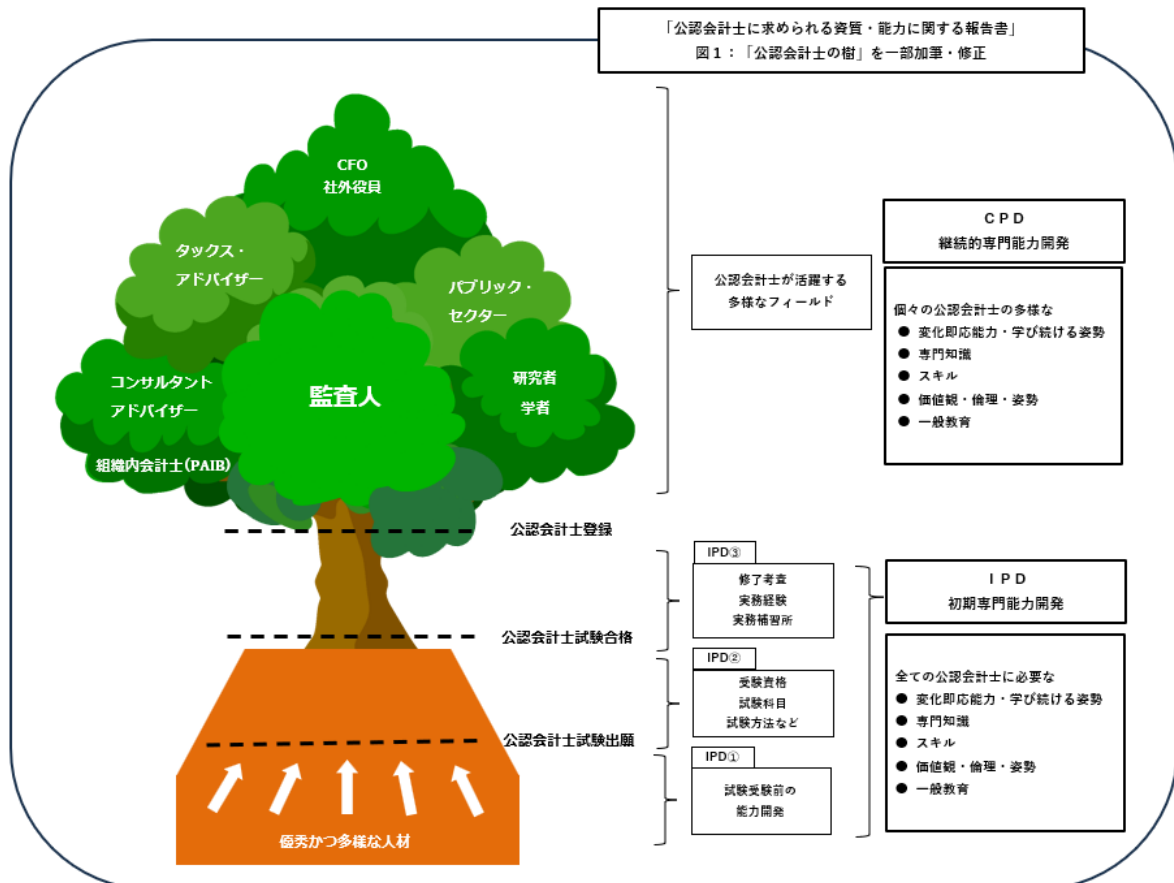 「公認会計士に求められる資質・能力に関する報告書」
図１：「公認会計士の樹」を一部加筆・修正
CFO
社外役員
タックス・
アドバイザー
パブリック・
セクター
監査人
コンサルタント
アドバイザー
研究者
学者
組織内会計士(PAIB)
公認会計士が活躍する
多様なフィールド
ＣＰＤ
継続的専門能力開発
個々の公認会計士の多様な
● 変化即応能力・学び続ける姿勢
● 専門知識
● スキル
● 価値観・倫理・姿勢
● 一般教育
公認会計士登録
IPD③
修了考査
実務経験
実務補習所
公認会計士試験合格
IPD②
受験資格
試験科目
試験方法など
公認会計士試験出願
IPD①
試験受験前の
能力開発
優秀かつ多様な人材
ＩＰＤ
初期専門能力開発
全ての公認会計士に必要な
● 変化即応能力・学び続ける姿勢
● 専門知識
● スキル
● 価値観・倫理・姿勢
● 一般教育